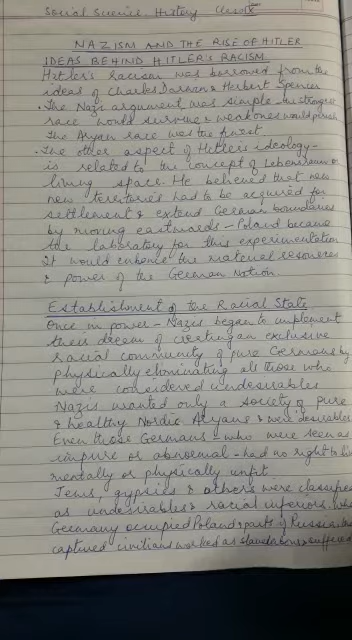 Social Science. History Class IX
NAZISM AND THE RISE OF HITLER
IDEAS BEHIND HITLER'S RACISM
Hitler's racism was borrowed from the
ideas of Charles Darwin & Herbert Spencer
. The Nazi argument was simple - the strongest
race would survive & weak ones would perish
The Aryan race was the finest.
. The other aspect of Hitler's ideology -
is related to the concept of Lebensraum or
living space. He believed that new
new territories had to be acquired for
settlement & extend German boundaries
by moving eastwards - Poland became
the laboratory for this experimentation
It would enhance the material resources
& power of the German Nation.
Establishment of the Racial State
Once in power - Nazis began to implement
their dream of creating an exclusive
racial community of pure Germans by
physically eliminating all those who
were considered undesirables
Nazis wanted only a society of pure
& healthy Nordic Aryans & were desirables
Even those Germans - who were seen as
impure or abnormal - had no right to
mentally or physically unfit
Jews, gypsies & others were
as undesirables & racial inferiors.
Germany occupied Poland & parts of Russia
captured civilians worked as slave labour & suffered